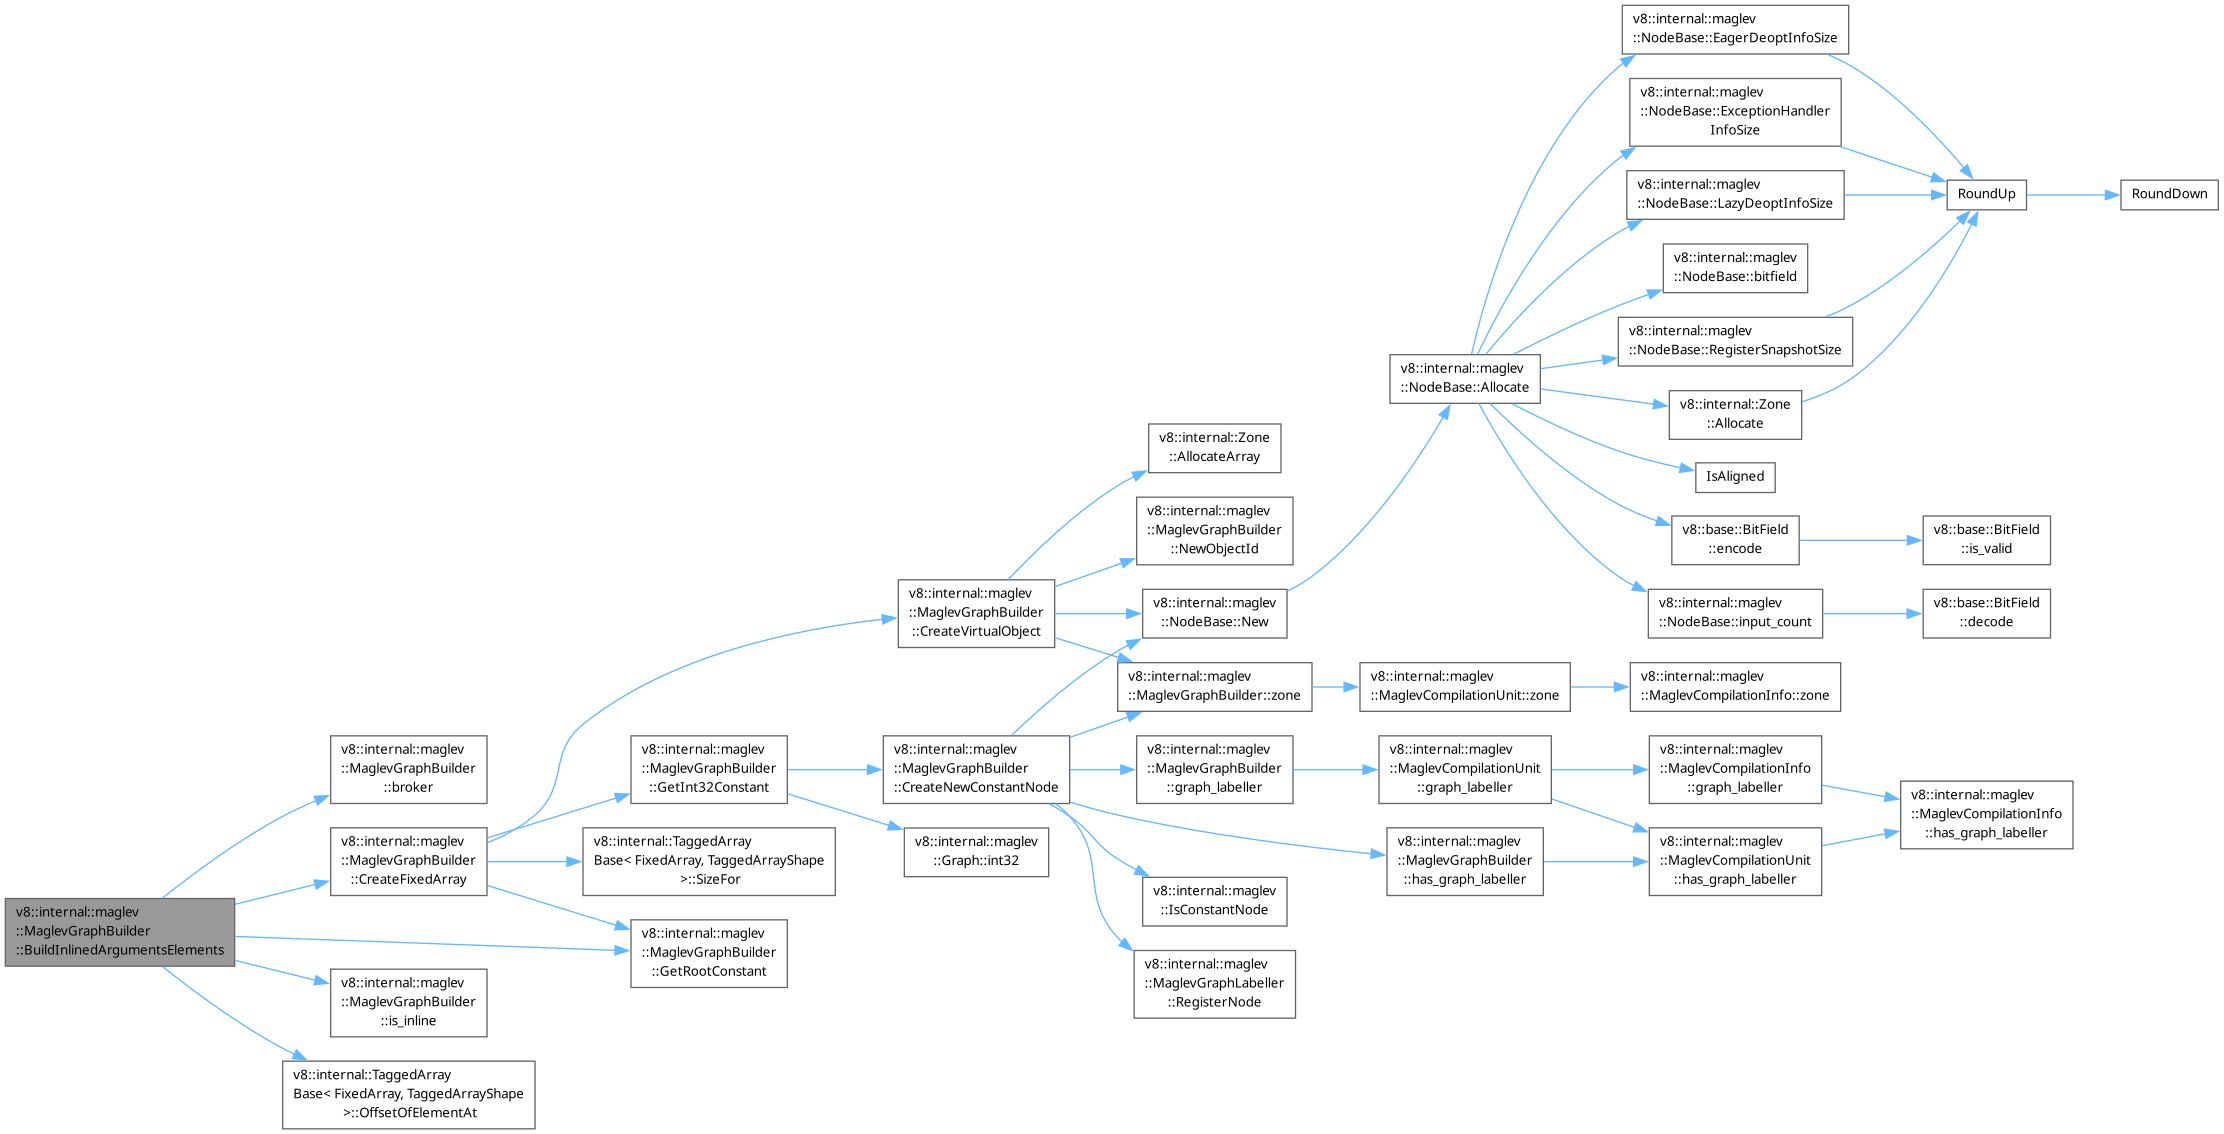 v8::internal::maglev
::MaglevGraphBuilder
::BuildInlinedArgumentsElements
v8::internal::maglev
::MaglevGraphBuilder
::broker
v8::internal::maglev
::MaglevGraphBuilder
::CreateFixedArray
v8::internal::maglev
::MaglevGraphBuilder
::is_inline
v8::internal::TaggedArray
Base< FixedArray, TaggedArrayShape
>::OffsetOfElementAt
v8::internal::maglev
::MaglevGraphBuilder
::GetInt32Constant
v8::internal::TaggedArray
Base< FixedArray, TaggedArrayShape
>::SizeFor
v8::internal::maglev
::MaglevGraphBuilder
::GetRootConstant
v8::internal::maglev
::MaglevGraphBuilder
::CreateVirtualObject
v8::internal::maglev
::MaglevGraphBuilder
::CreateNewConstantNode
v8::internal::maglev
::Graph::int32
v8::internal::Zone
::AllocateArray
v8::internal::maglev
::MaglevGraphBuilder
::NewObjectId
v8::internal::maglev
::NodeBase::New
v8::internal::maglev
::MaglevGraphBuilder::zone
v8::internal::maglev
::MaglevGraphBuilder
::graph_labeller
v8::internal::maglev
::IsConstantNode
v8::internal::maglev
::MaglevGraphLabeller
::RegisterNode
v8::internal::maglev
::NodeBase::Allocate
v8::internal::maglev
::MaglevCompilationUnit::zone
v8::internal::maglev
::MaglevCompilationUnit
::graph_labeller
v8::internal::maglev
::MaglevGraphBuilder
::has_graph_labeller
v8::internal::maglev
::NodeBase::EagerDeoptInfoSize
v8::internal::maglev
::NodeBase::ExceptionHandler
InfoSize
v8::internal::maglev
::NodeBase::LazyDeoptInfoSize
v8::internal::maglev
::NodeBase::bitfield
v8::internal::maglev
::NodeBase::RegisterSnapshotSize
v8::internal::Zone
::Allocate
IsAligned
v8::base::BitField
::encode
v8::internal::maglev
::NodeBase::input_count
v8::internal::maglev
::MaglevCompilationInfo::zone
v8::internal::maglev
::MaglevCompilationInfo
::graph_labeller
v8::internal::maglev
::MaglevCompilationUnit
::has_graph_labeller
RoundUp
v8::base::BitField
::is_valid
v8::base::BitField
::decode
v8::internal::maglev
::MaglevCompilationInfo
::has_graph_labeller
RoundDown